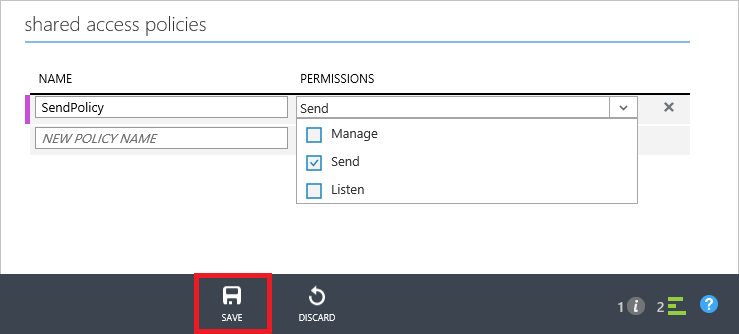 shared access policies
NAME PERMISSIONS
SendPolicy Send
NEW POLICY NAME
Manage
Send
Listen
SAVE DISCARD
1 i 2 ?